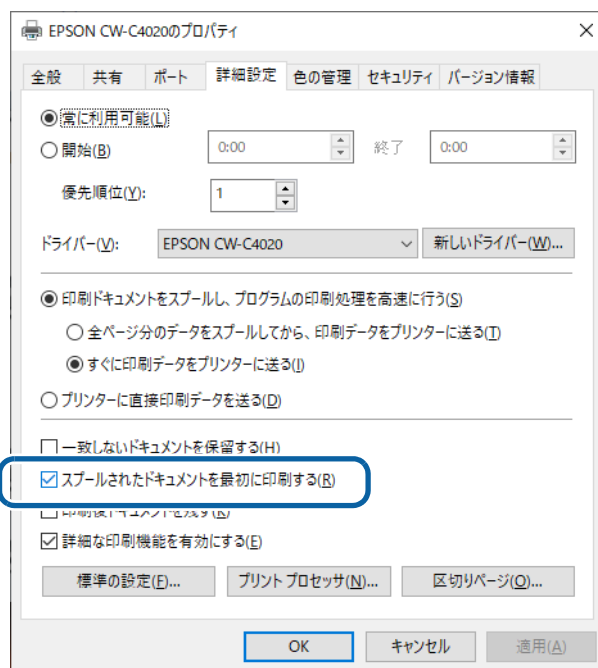 EPSON CW-C4020のプロパティ
全般 共有 ポート 詳細設定 色の管理 セキュリティ バージョン情報
常に利用可能(L)
開始(B) 0:00 終了 0:00
優先順位(Y): 1
ドライバー(V): EPSON CW-C4020 新しいドライバー(W)...
印刷ドキュメントをスプールし、プログラムの印刷処理を高速に行う(S)
全ページ分のデータをスプールしてから、印刷データをプリンターに送る(T)
すぐに印刷データをプリンターに送る(I)
プリンターに直接印刷データを送る(D)
一致しないドキュメントを保留する(H)
スプールされたドキュメントを最初に印刷する(R)
印刷後ドキュメントを残す(K)
詳細な印刷機能を有効にする(E)
標準の設定(F)... プリント プロセッサ(N)... 区切りページ(O)...
OK キャンセル 適用(A)